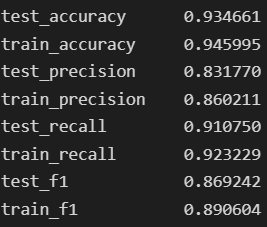 test_accuracy 0.934661
train_accuracy 0.945995
test_precision 0.831770
train_precision 0.860211
test_recall 0.910750
train_recall 0.923229
test_f1 0.869242
train_f1 0.890604